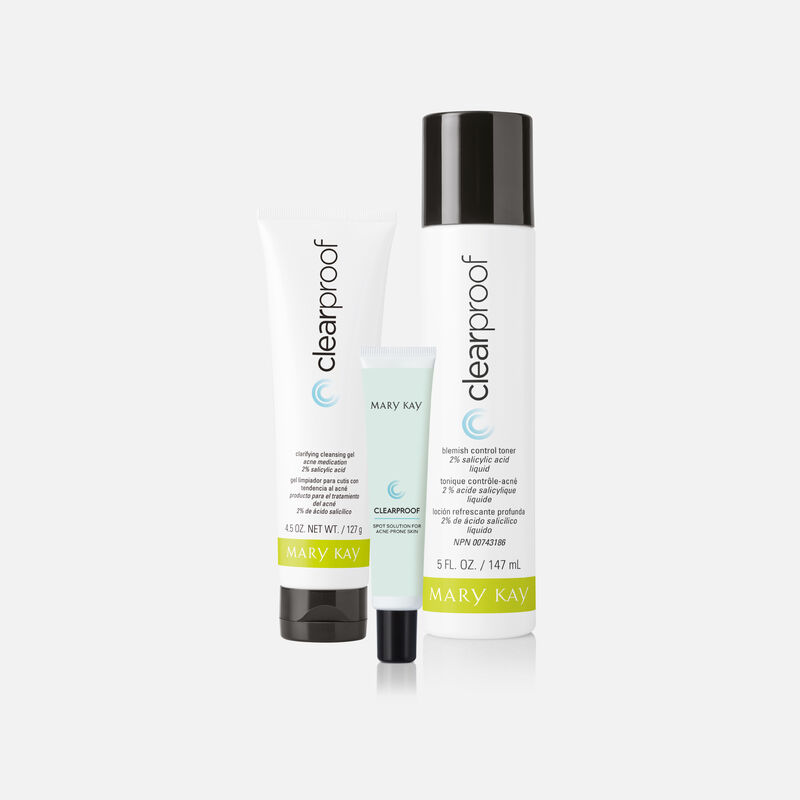 clearproof
clarifying cleansing gel
acne medication
2% salicylic acid
gel limpiador para cutis con
tendencia al acné
producto para el tratamiento
del acné
2% de ácido salicílico
4.5 OZ. NET WT. / 127 g
MARY KAY
MARY KAY
CLEARPROOF
SPOT SOLUTION FOR
ACNE-PRONE SKIN
clearproof
blemish control toner
2% salicylic acid
liquid
tonique contrôle-acné
2 % acide salicylique
liquide
loción refrescante profunda
2% de ácido salicílico
líquido
NPN 00743186
5 FL. OZ. / 147 mL
MARY KAY